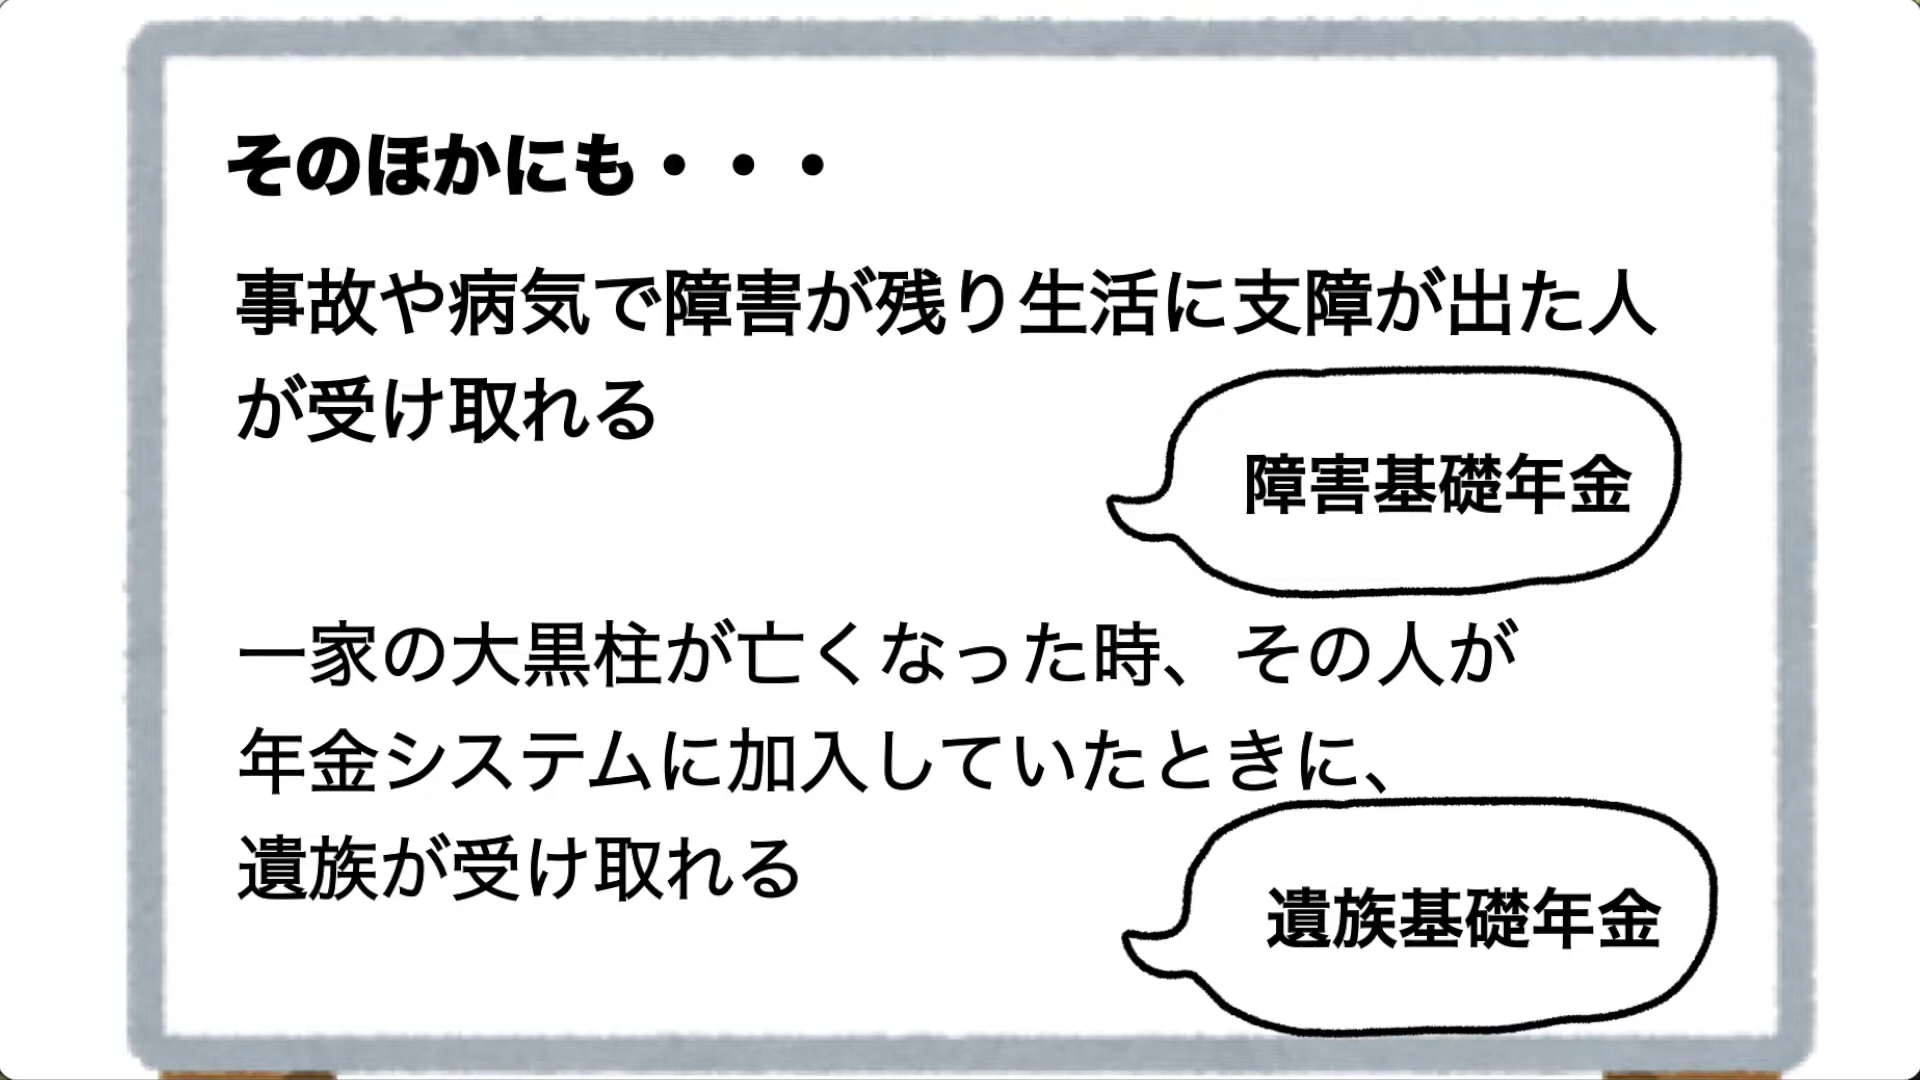 そのほかにも・・・
事故や病気で障害が残り生活に支障が出た人
が受け取れる
障害基礎年金
一家の大黒柱が亡くなった時、その人が
年金システムに加入していたときに、
遺族が受け取れる
遺族基礎年金